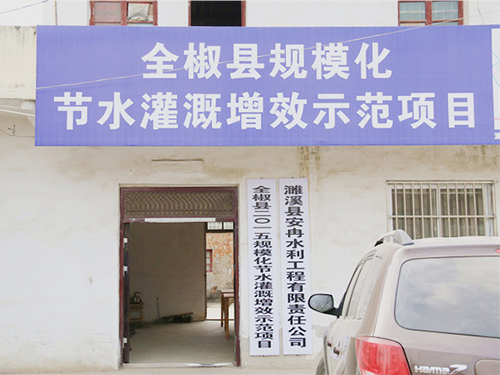 全椒县规模化
节水灌溉增效示范项目
全椒县二〇一五规模化节水灌溉增效示范项目
濉溪县安冉水利工程有限责任公司
HAIMA